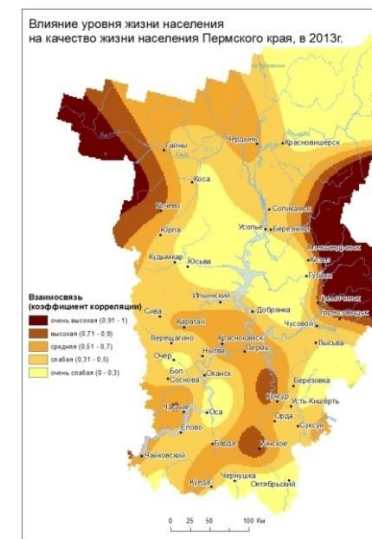 Влияние уровня жизни населения
на качество жизни населения Пермского края, в 2013г.
Гайны
Чердынь
Красновишерск
Коса
Кочево
Соликамск
Юрла
Усолье
Березники
Александровск
Кудымкар
Юсьва
Кизел
Губаха
Ильинский
Добрянка
Гремячинск
Горнозаводск
Взаимосвязь
(коэффициент корреляции)
очень высокая (0,91 - 1)
высокая (0,71 - 0,9)
средняя (0,51 - 0,7)
слабая (0,31 - 0,5)
очень слабая (0 - 0,3)
Сива
Карагай
Чусовой
Верещагино
Краснокамск
Лысьва
Очер
Нытва
Пермь
Бол
Соснова
Оханск
Березовка
Кунгур
Усть-Кишерть
Частые
Оса
Орда
Суксун
Елово
Барда
Уинское
Чайковский
Чернушка
Куеда
Октябрьский
0 25 50 100 Км